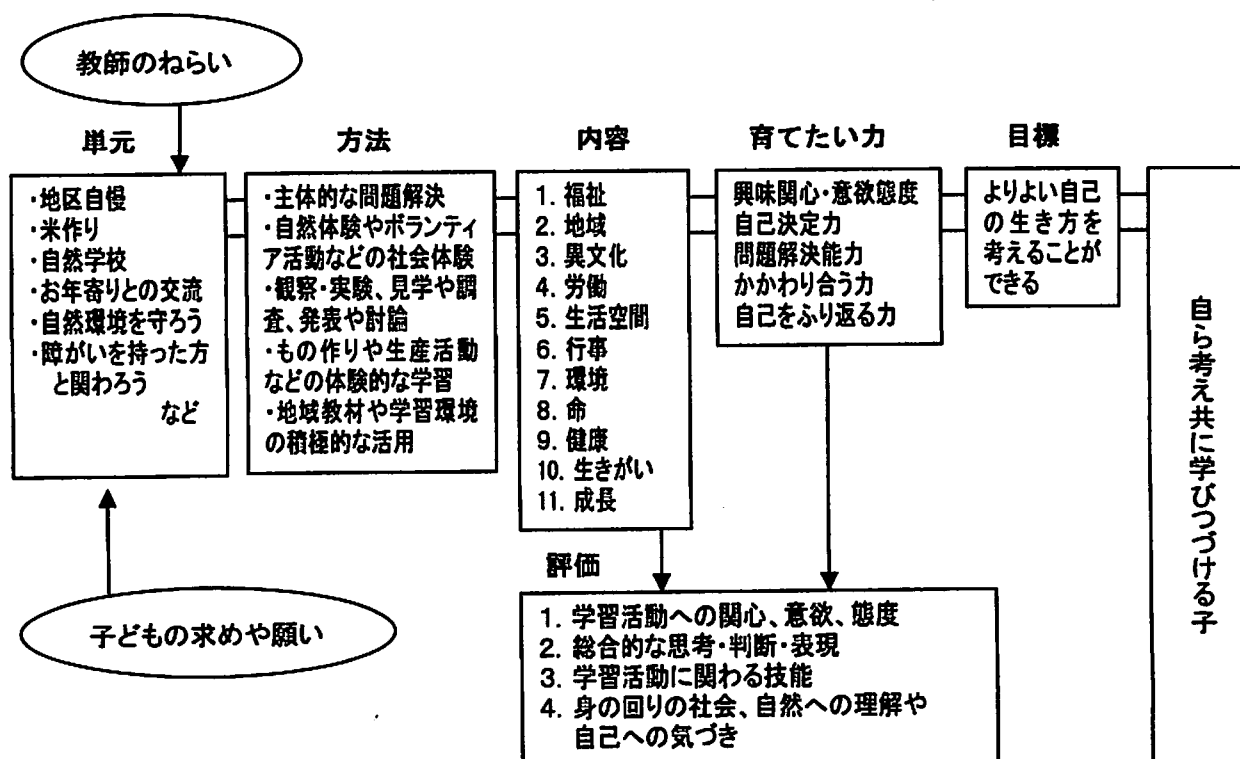 教師のねらい
単元
・地区自慢
・米作り
・自然学校
・お年寄りとの交流
・自然環境を守ろう
・障がいを持った方
と関わろう
など
子どもの求めや願い
方法
・主体的な問題解決
・自然体験やボランティ
ア活動などの社会体験
・観察・実験、見学や調
査、発表や討論
・もの作りや生産活動
などの体験的な学習
・地域教材や学習環境
の積極的な活用
内容
1. 福祉
2. 地域
3. 異文化
4. 労働
5. 生活空間
6. 行事
7. 環境
8. 命
9. 健康
10. 生きがい
11. 成長
育てたい力
興味関心・意欲態度
自己決定力
問題解決能力
かかわり合う力
自己をふり返る力
目標
よりよい自己
の生き方を
考えることが
できる
評価
1. 学習活動への関心、意欲、態度
2. 総合的な思考・判断・表現
3. 学習活動に関わる技能
4. 身の回りの社会、自然への理解や
自己への気づき
自ら考え共に学びつづける子